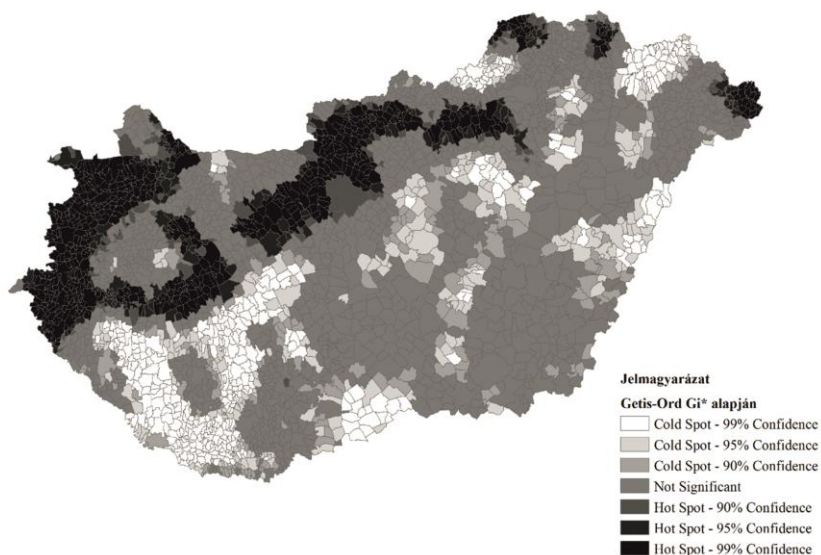 Jelmagyarázat
Getis-Ord Gi* alapján
Cold Spot - 99% Confidence
Cold Spot - 95% Confidence
Cold Spot - 90% Confidence
Not Significant
Hot Spot - 90% Confidence
Hot Spot - 95% Confidence
Hot Spot - 99% Confidence